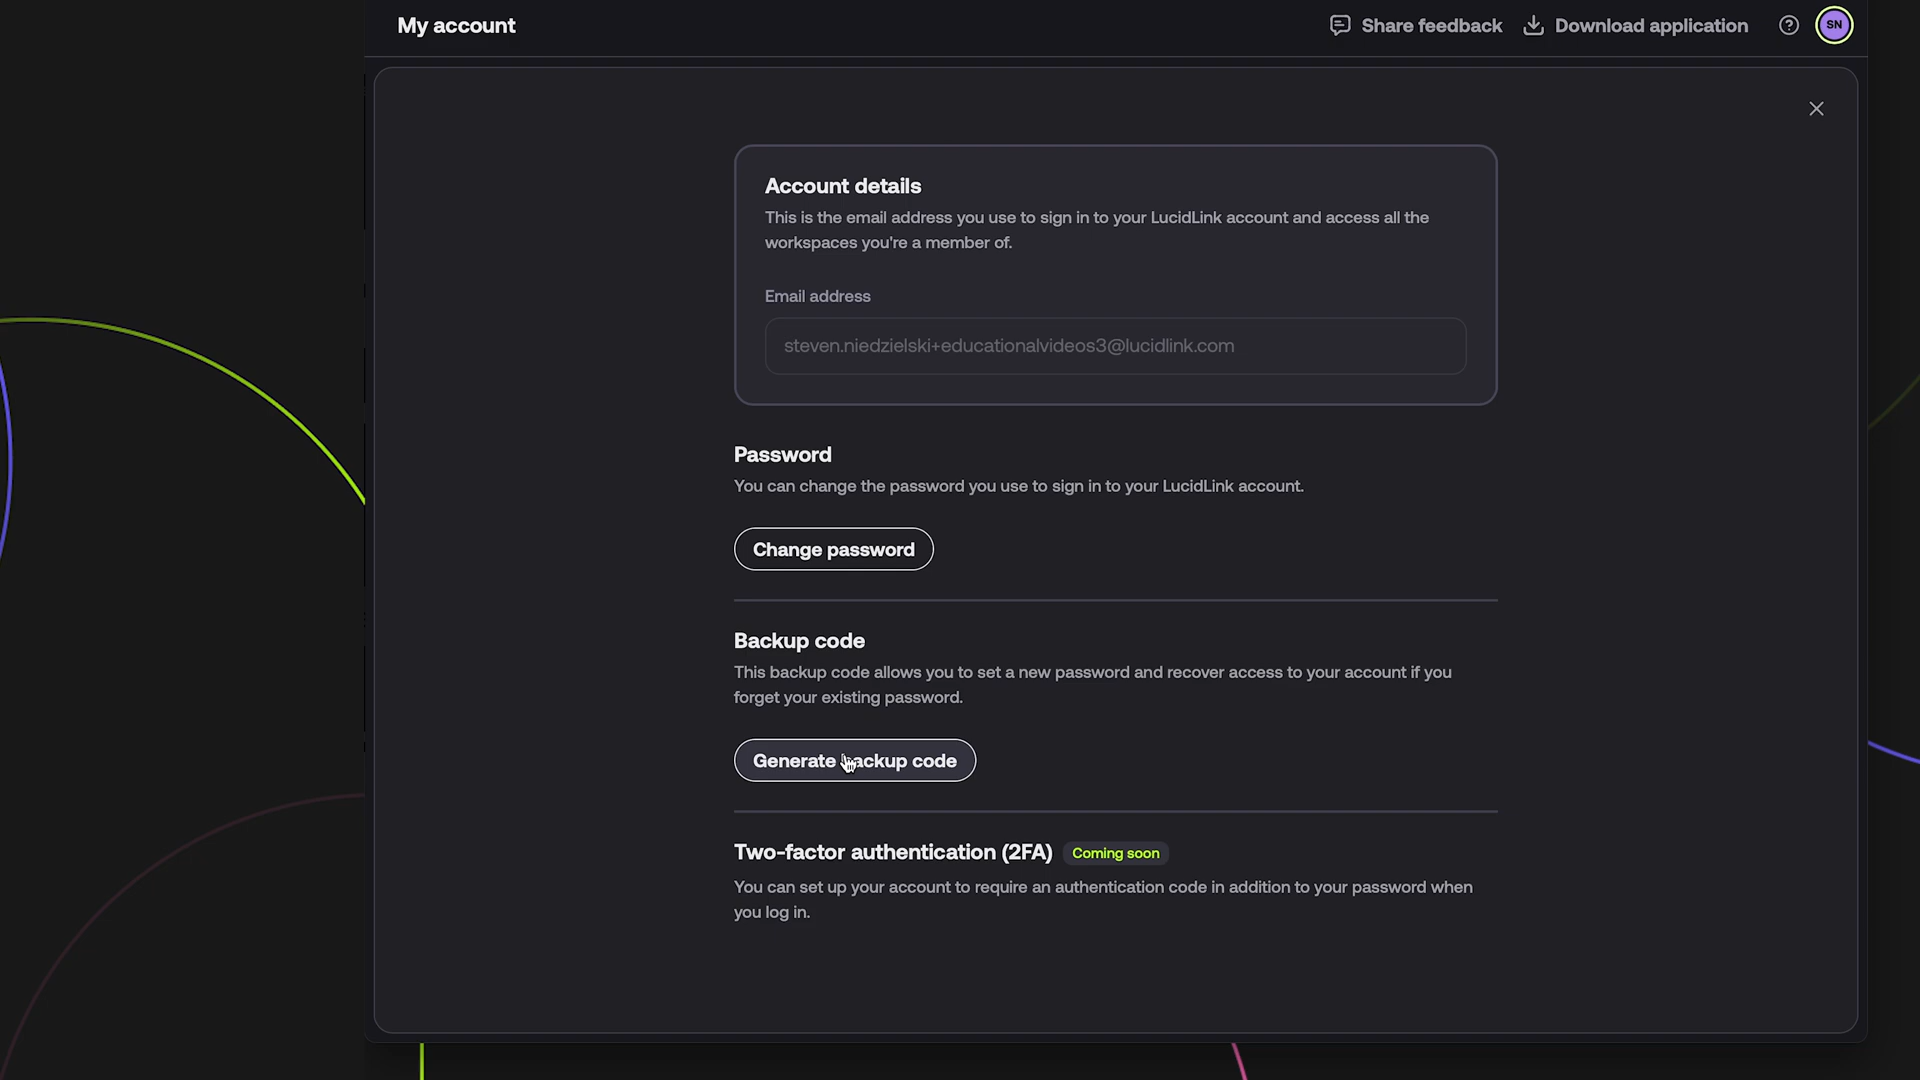 My account
Share feedback
Download application
SN
Account details
This is the email address you use to sign in to your LucidLink account and access all the
workspaces you're a member of.
Email address
steven.niedzielski+educationalvideos3@lucidlink.com
Password
You can change the password you use to sign in to your LucidLink account.
Change password
Backup code
This backup code allows you to set a new password and recover access to your account if you
forget your existing password.
Generate backup code
Two-factor authentication (2FA) Coming soon
You can set up your account to require an authentication code in addition to your password when
you log in.